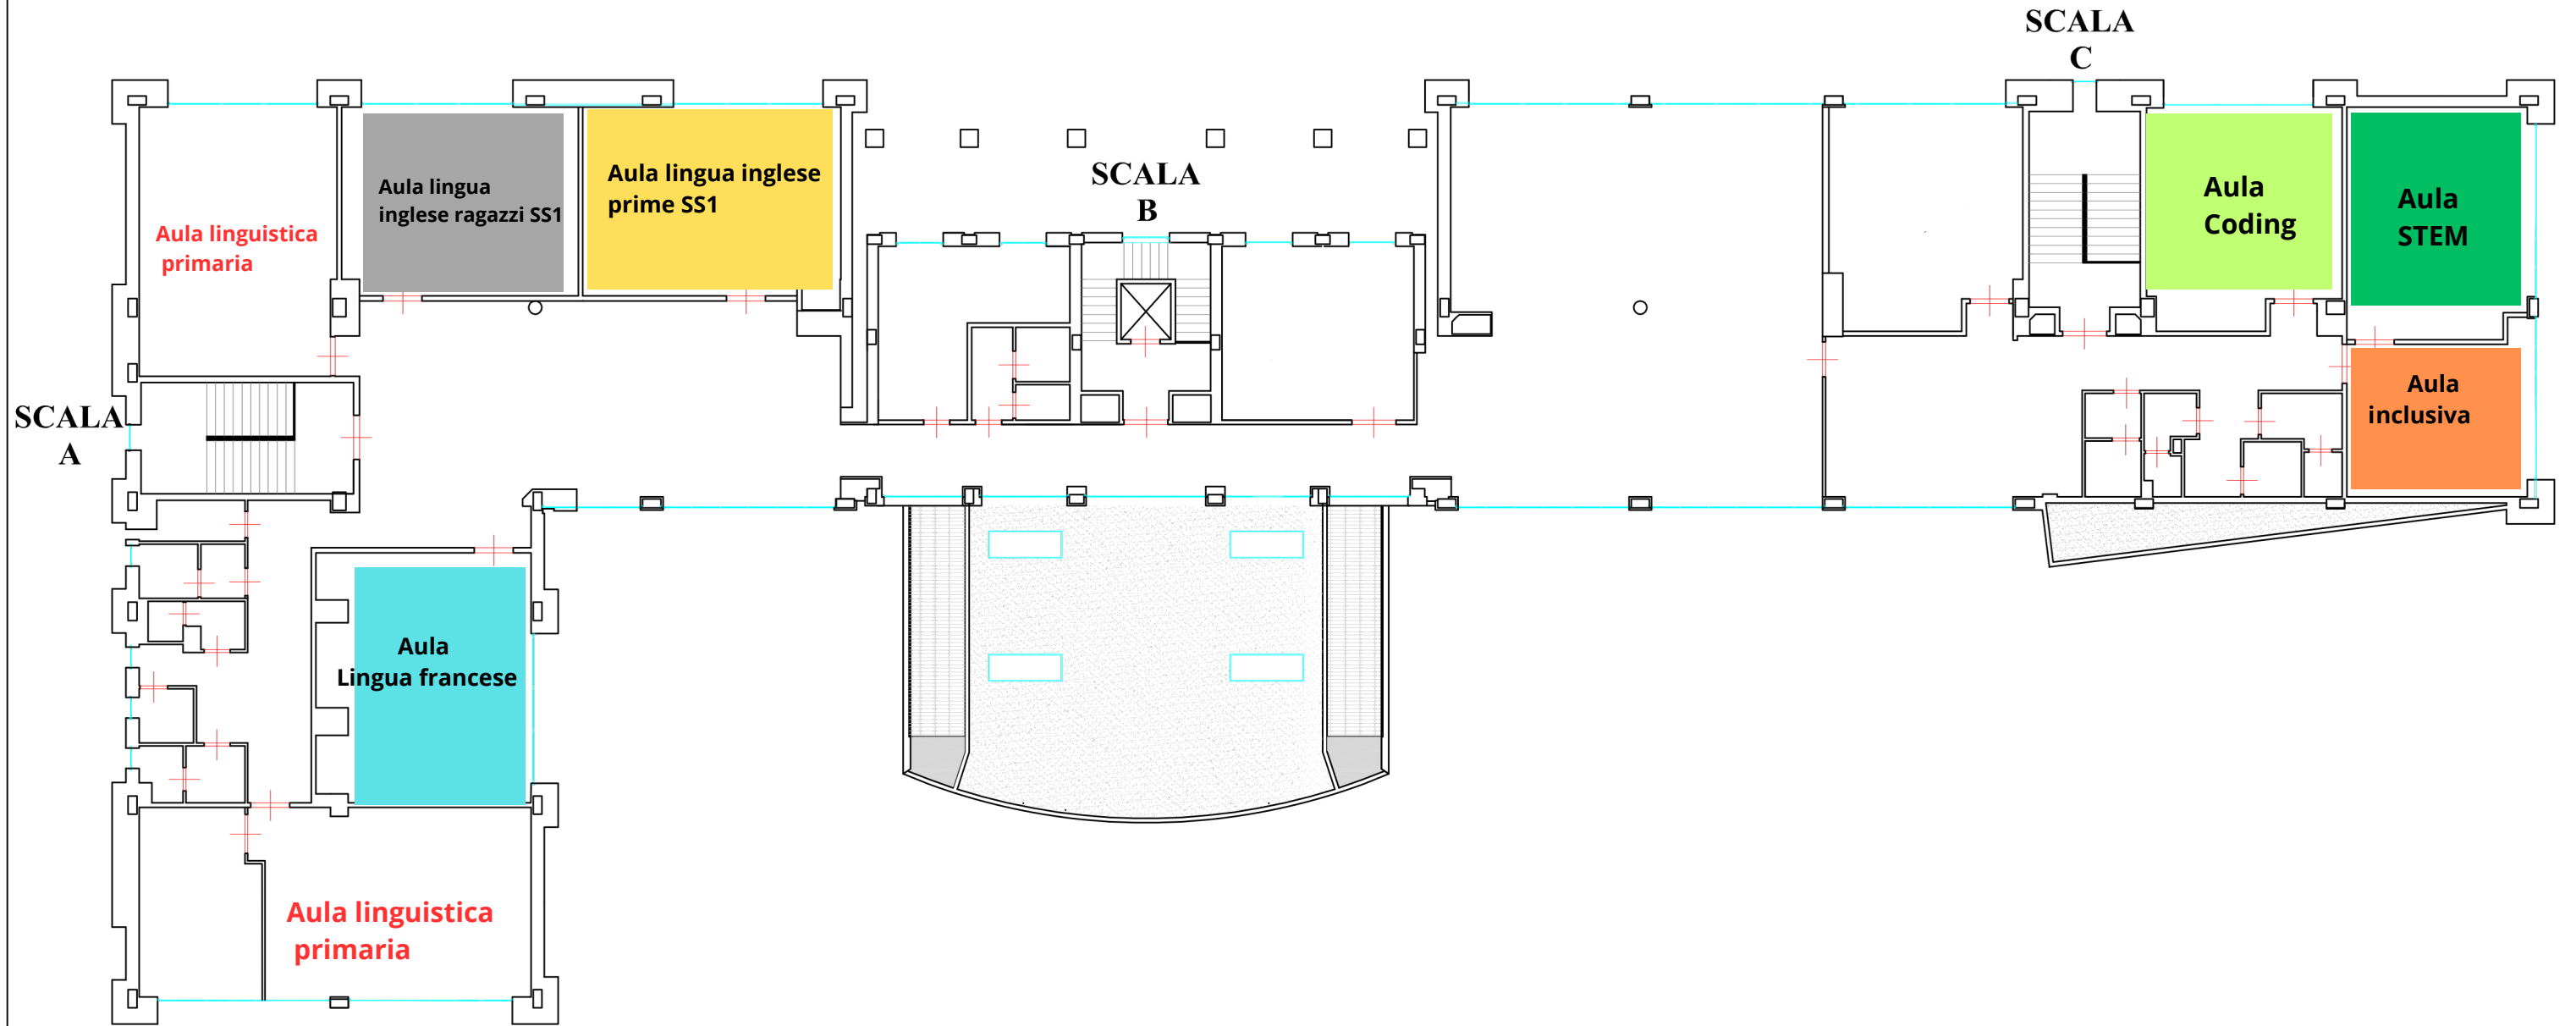 SCALA
C
SCALA
B
Aula lingua
inglese ragazzi SS1
Aula lingua inglese
prime SS1
Aula linguistica
primaria
Aula
Coding
Aula
STEM
SCALA
A
Aula
inclusiva
Aula
Lingua francese
Aula linguistica
primaria